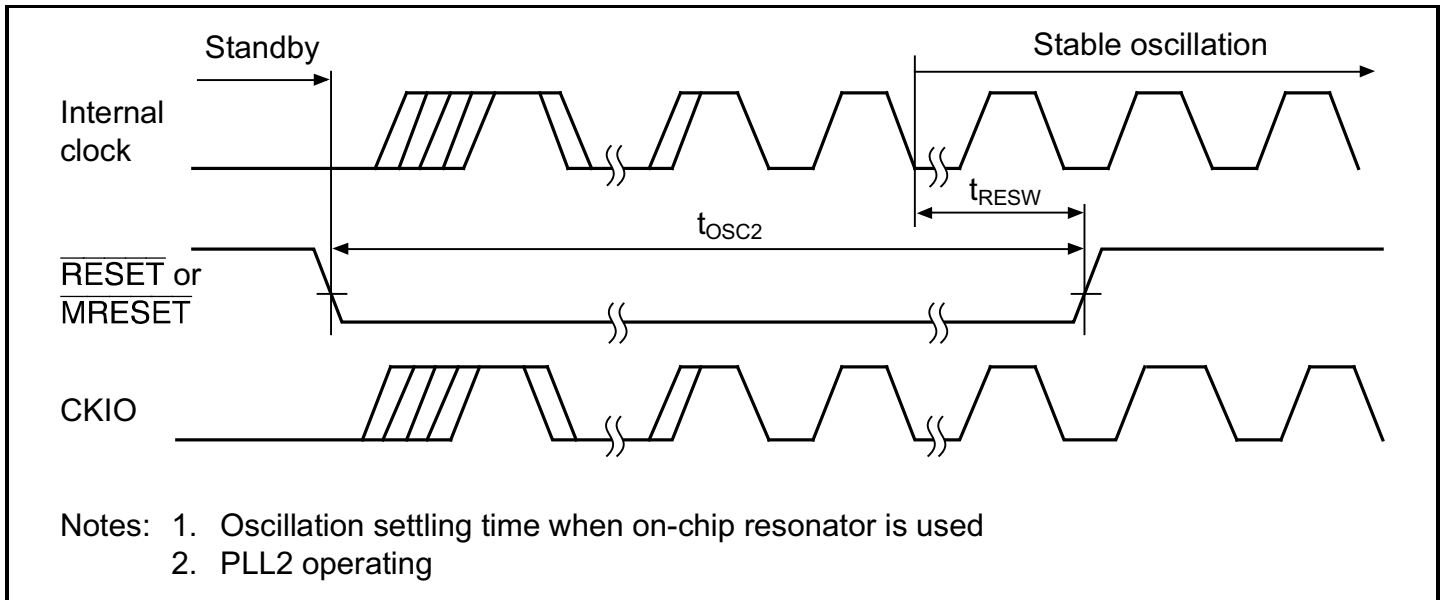 Standby
Stable oscillation
Internal
clock
tRESW
tOSC2
RESET or
MRESET
CKIO
Notes: 1. Oscillation settling time when on-chip resonator is used
2. PLL2 operating